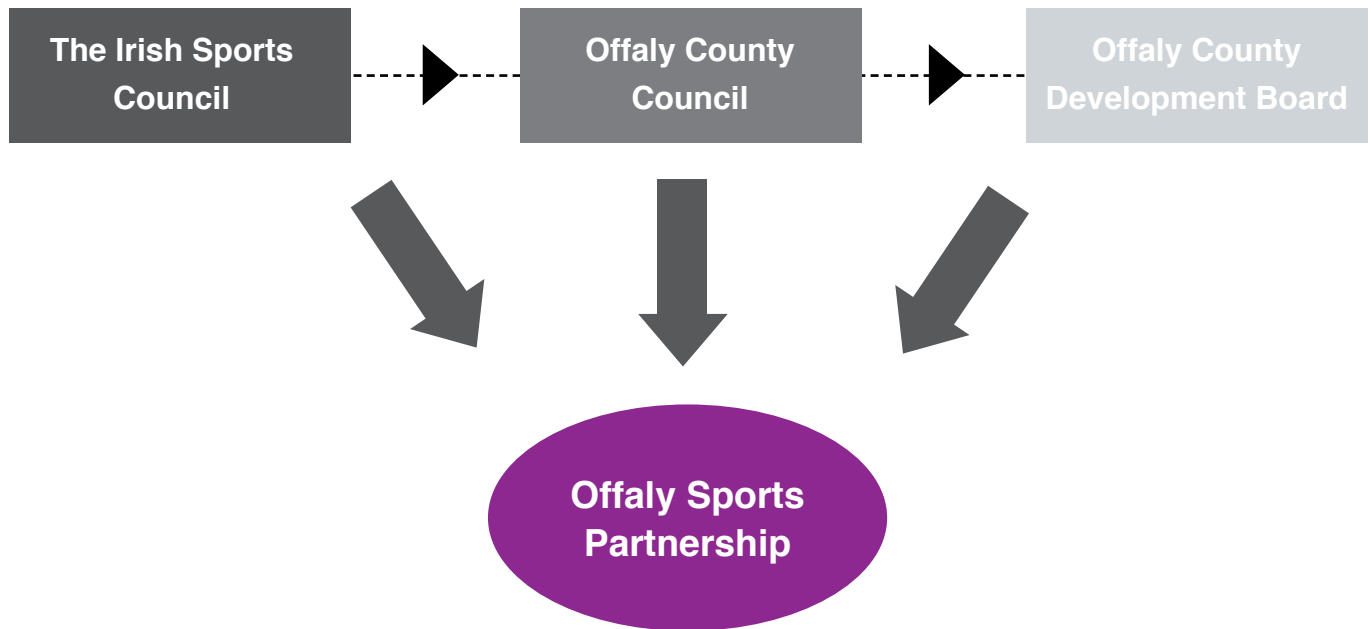 The Irish Sports
Council
Offaly County
Council
Offaly County
Development Board
Offaly Sports
Partnership